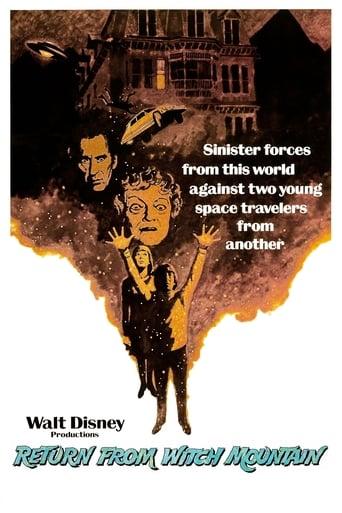 Sinister forces
from this world
against two young
space travelers
from
another
Walt Disney
Productions
RETURN FROM WITCH MOUNTAIN